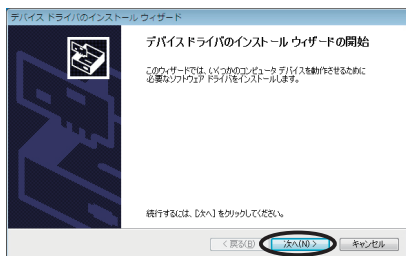 デバイス ドライバのインストール ウィザード
デバイス ドライバのインストール ウィザードの開始
このウィザードでは、いくつかのコンピュータ デバイスを動作させるために
必要なソフトウェア ドライバをインストールします。
続行するには、[次へ] をクリックしてください。
< 戻る(B) 次へ(N) > キャンセル